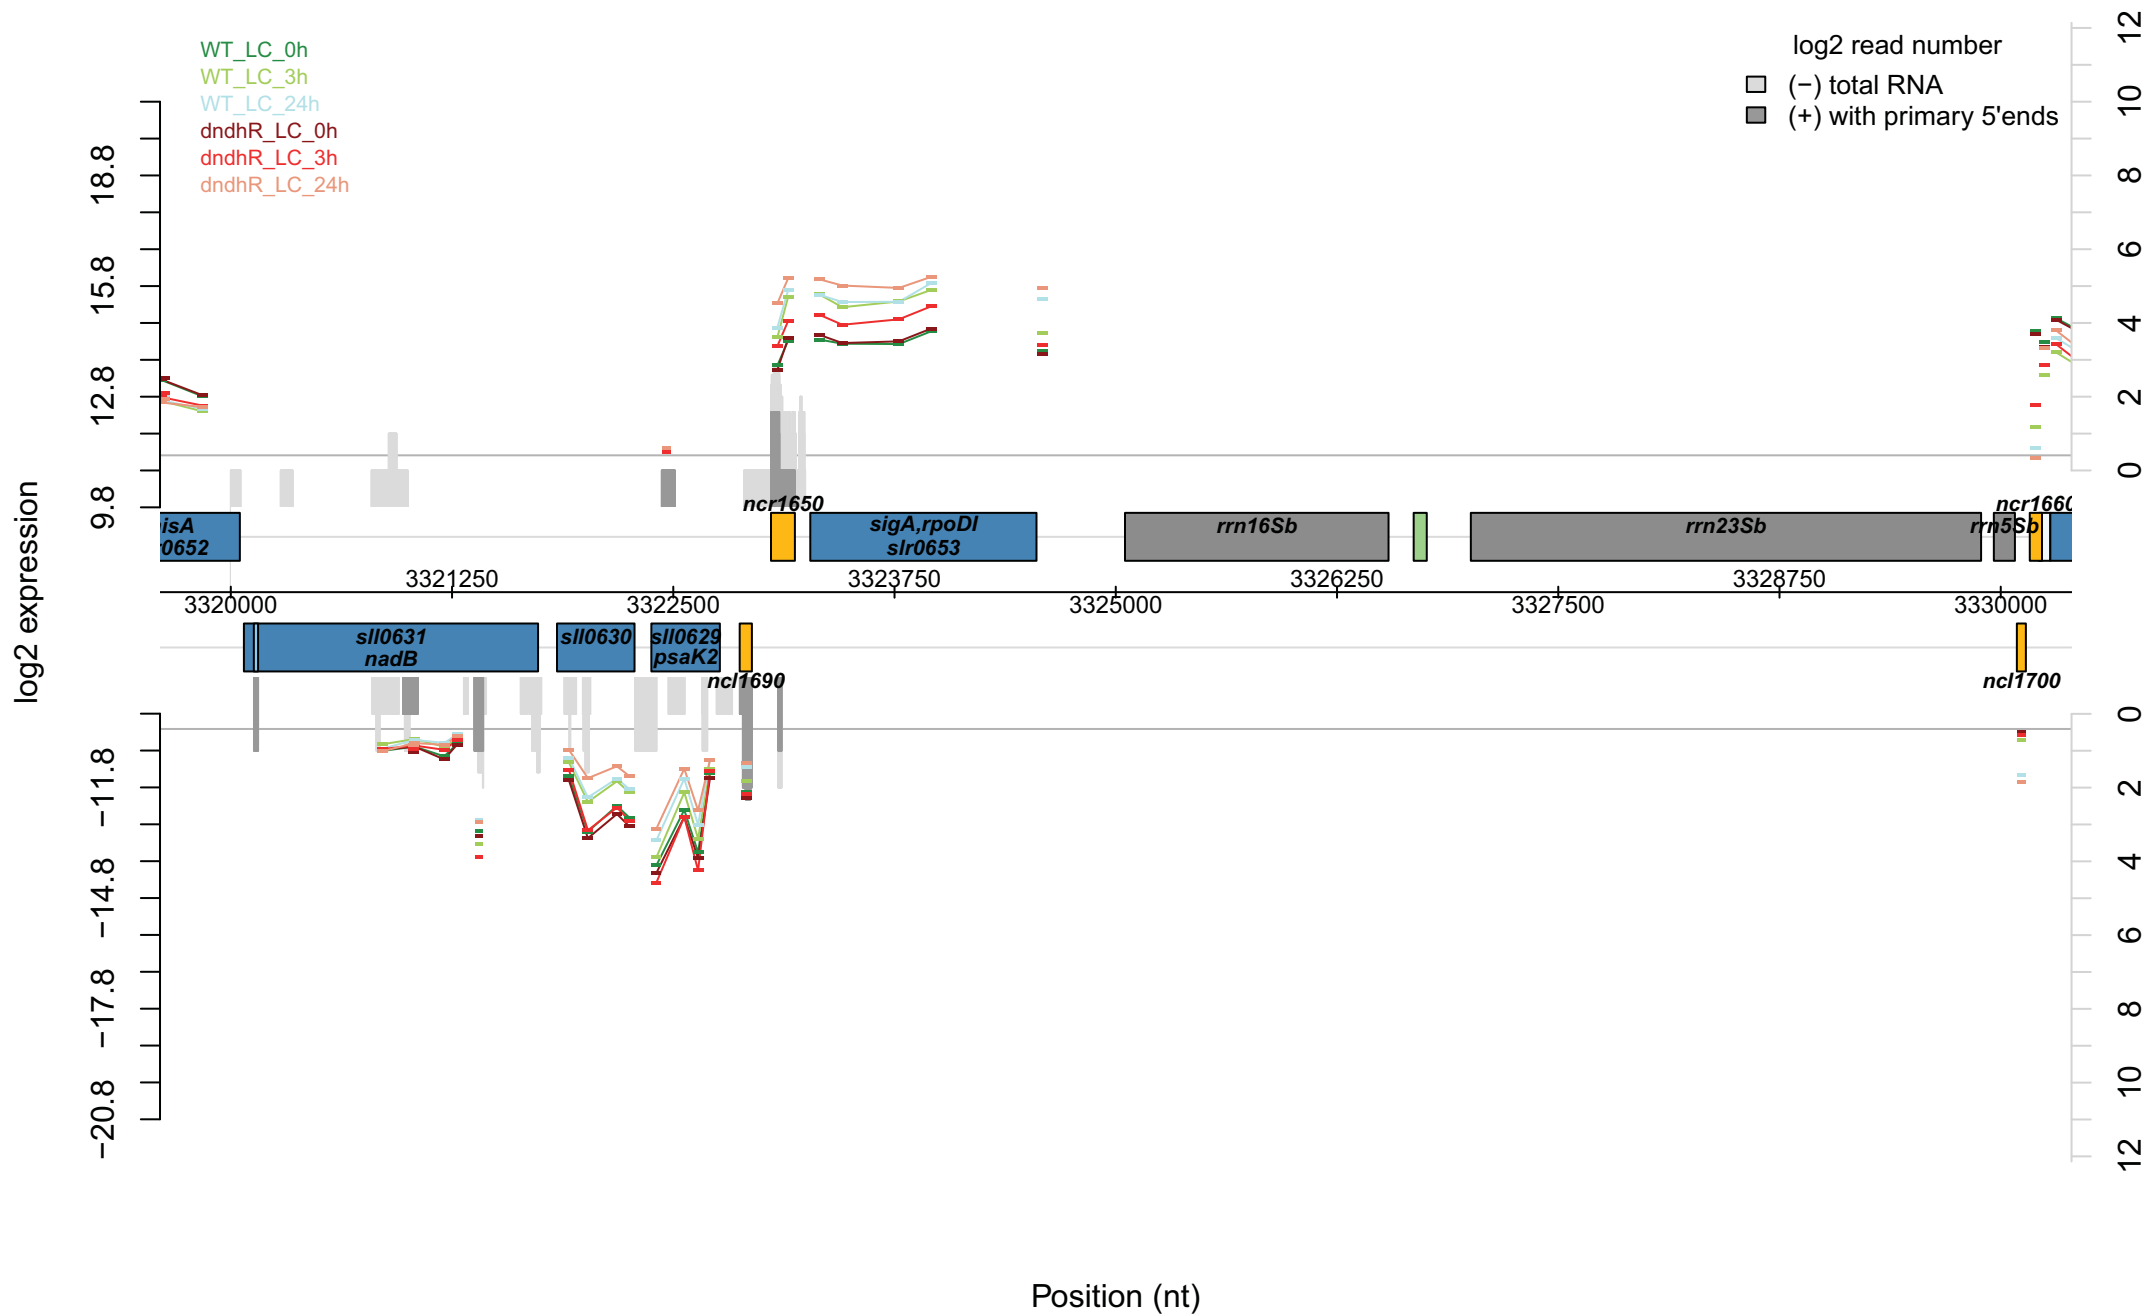 WT_LC_0h
WT_LC_3h
WT_LC_24h
dndhR_LC_0h
dndhR_LC_3h
dndhR_LC_24h
log2 read number
(−) total RNA
(+) with primary 5'ends
12
10
8
6
4
2
0
18.8
15.8
12.8
9.8
log2 expression
isA
0652
ncr1650
sigA,rpoDI
slr0653
rrn16Sb
rrn23Sb
rrn5Sb
ncr1660
3321250
3323750
3326250
3328750
3320000
3322500
3325000
3327500
3330000
sll0631
nadB
sll0630
sll0629
psaK2
ncl1690
ncl1700
−11.8
−14.8
−17.8
−20.8
0
2
4
6
8
10
12
Position (nt)